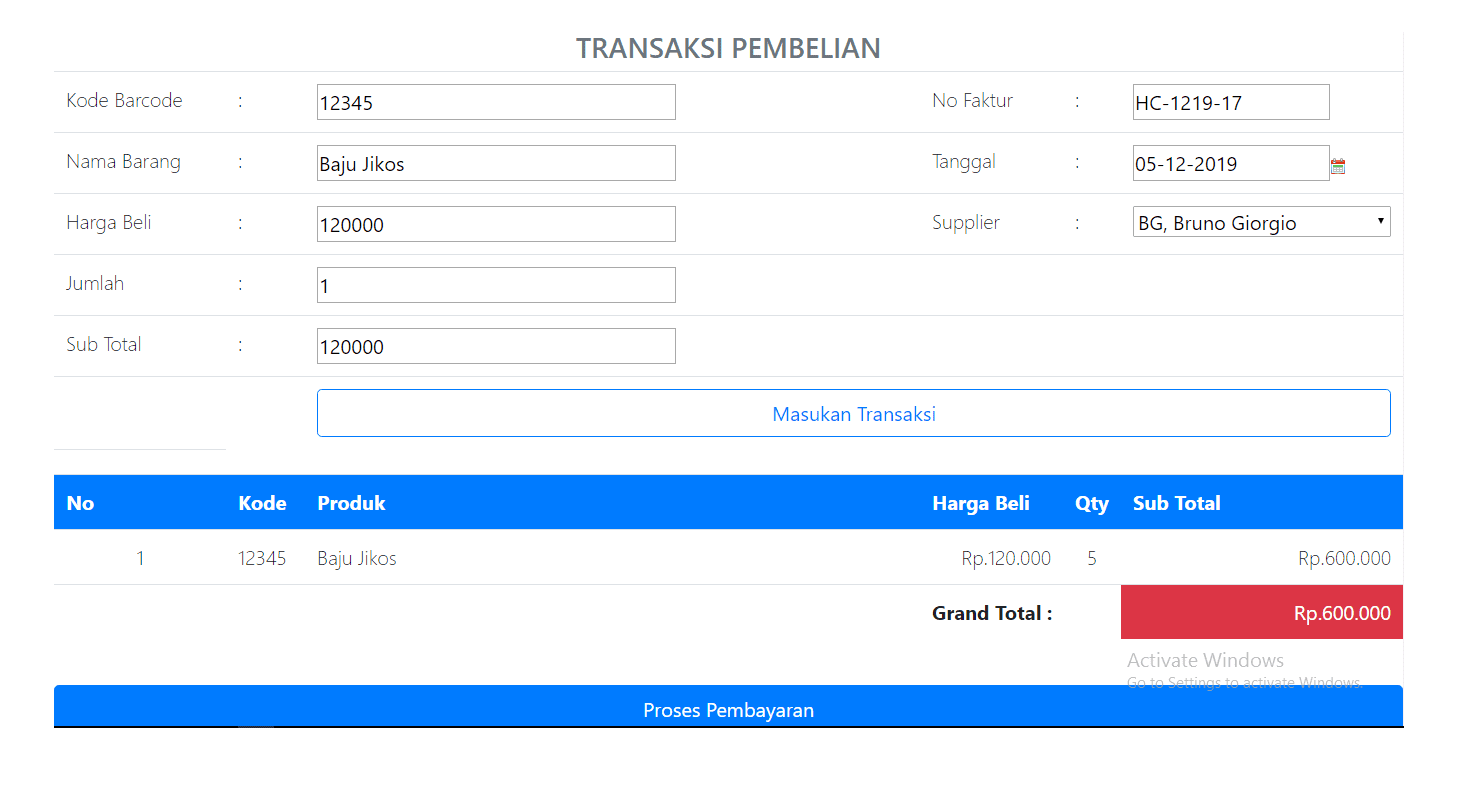 TRANSAKSI PEMBELIAN
Kode Barcode : 12345 No Faktur : HC-1219-17
Nama Barang : Baju Jikos Tanggal : 05-12-2019
Harga Beli : 120000 Supplier : BG, Bruno Giorgio
Jumlah : 1
Sub Total : 120000
Masukan Transaksi
No Kode Produk Harga Beli Qty Sub Total
1 12345 Baju Jikos Rp.120.000 5 Rp.600.000
Grand Total : Rp.600.000
Activate Windows
Go to Settings to activate Windows.
Proses Pembayaran